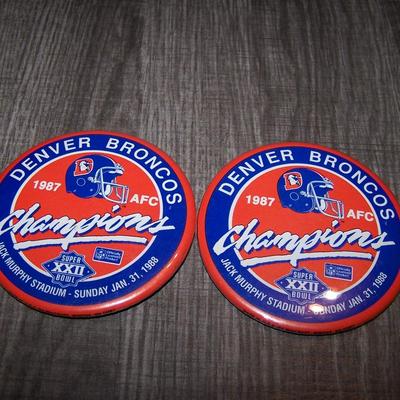 DENVER BRONCOS
1987
AFC
Champions
SUPER
XXII
BOWL
JACK MURPHY STADIUM - SUNDAY JAN. 31, 1988
DENVER BRONCOS
1987
AFC
Champions
SUPER
XXII
BOWL
JACK MURPHY STADIUM - SUNDAY JAN. 31, 1988